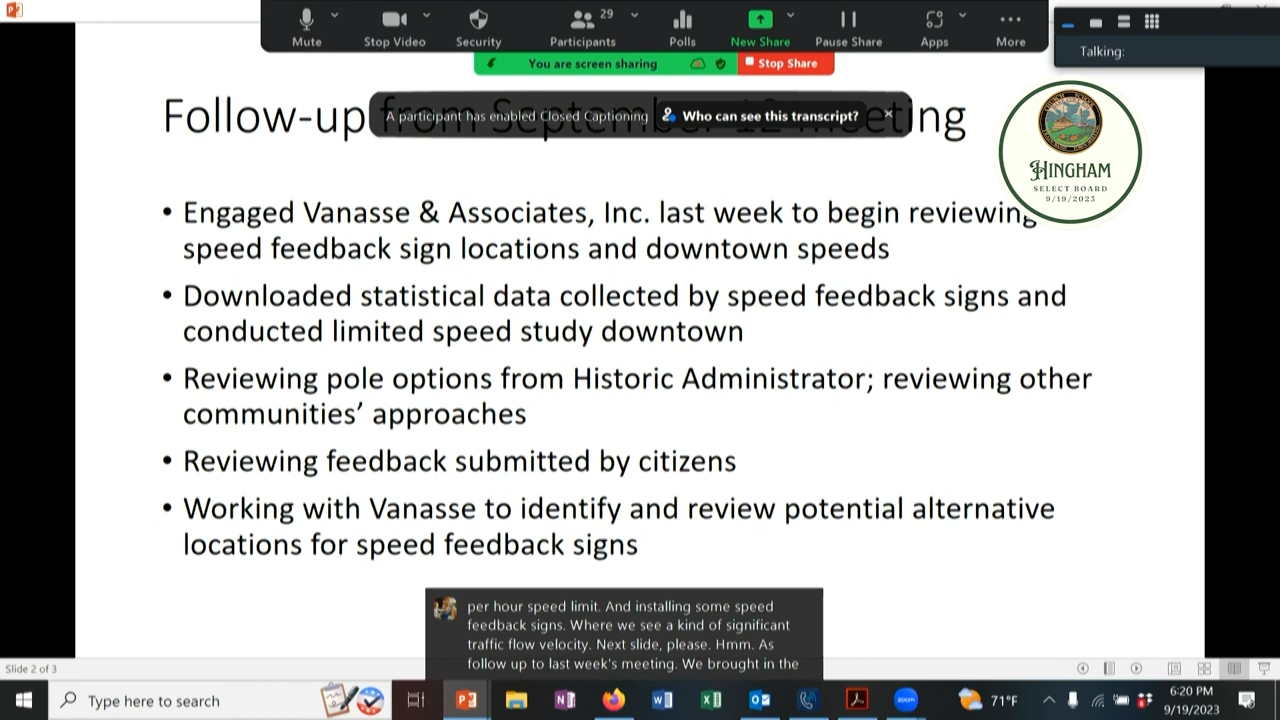 29
Mute
Stop Video
Security
Participants
Polls
New Share
Pause Share
Apps
More
Talking:
You are screen sharing
Stop Share
Follow-up from September 12 meeting
A participant has enabled Closed Captioning
Who can see this transcript?
HINGHAM
SELECT BOARD
9/19/2023
• Engaged Vanasse & Associates, Inc. last week to begin reviewing
speed feedback sign locations and downtown speeds
• Downloaded statistical data collected by speed feedback signs and
conducted limited speed study downtown
• Reviewing pole options from Historic Administrator; reviewing other
communities’ approaches
• Reviewing feedback submitted by citizens
• Working with Vanasse to identify and review potential alternative
locations for speed feedback signs
per hour speed limit. And installing some speed
feedback signs. Where we see a kind of significant
traffic flow velocity. Next slide, please. Hmm. As
follow up to last week's meeting. We brought in the
Slide 2 of 3
Type here to search
71°F
6:20 PM
9/19/2023